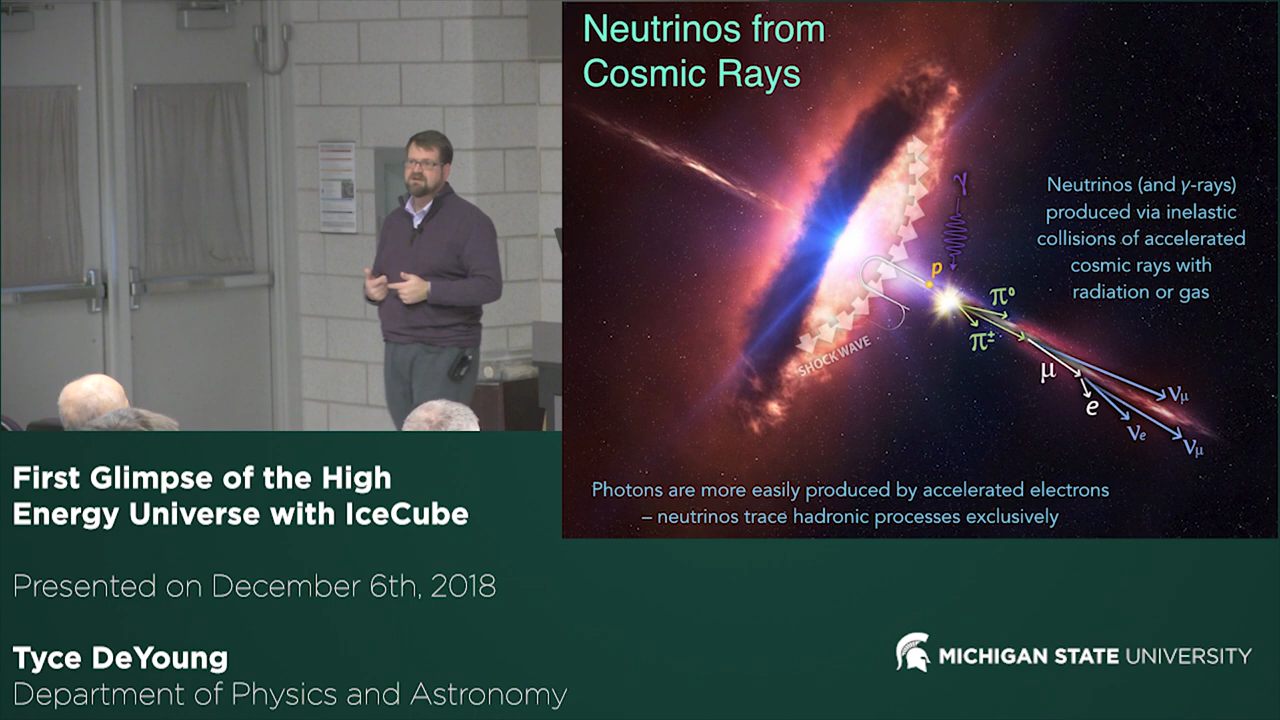 Neutrinos from
Cosmic Rays
γ
Neutrinos (and γ-rays)
produced via inelastic
collisions of accelerated
cosmic rays with
radiation or gas
p
π⁰
π±
SHOCK WAVE
μ
e
νμ
νe
νμ
Photons are more easily produced by accelerated electrons
– neutrinos trace hadronic processes exclusively
First Glimpse of the High
Energy Universe with IceCube
Presented on December 6th, 2018
Tyce DeYoung
Department of Physics and Astronomy
MICHIGAN STATE UNIVERSITY